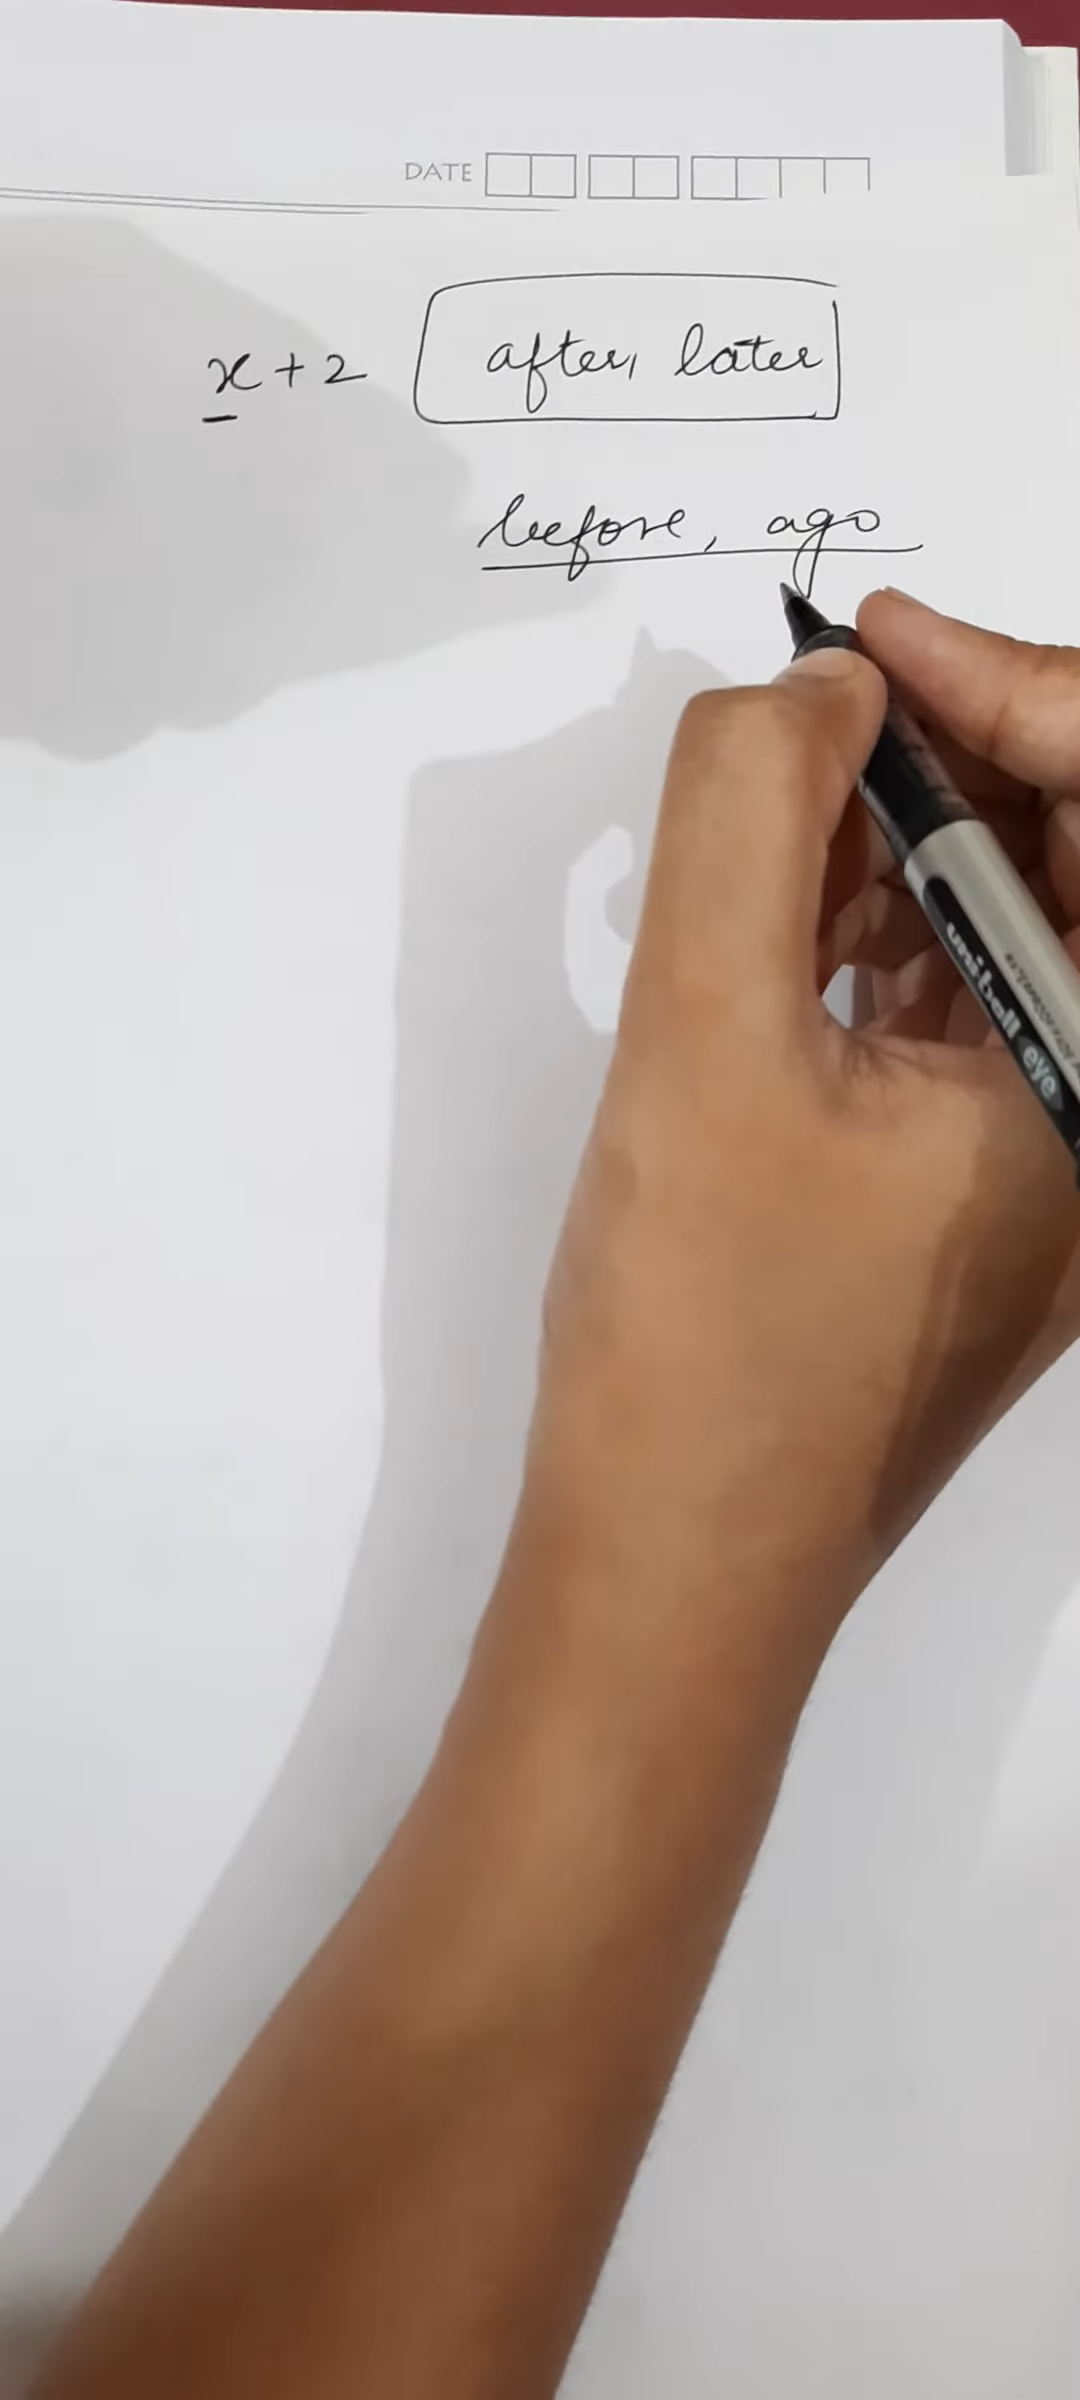 DATE
x + 2 after, later
before, ago
uniball eye